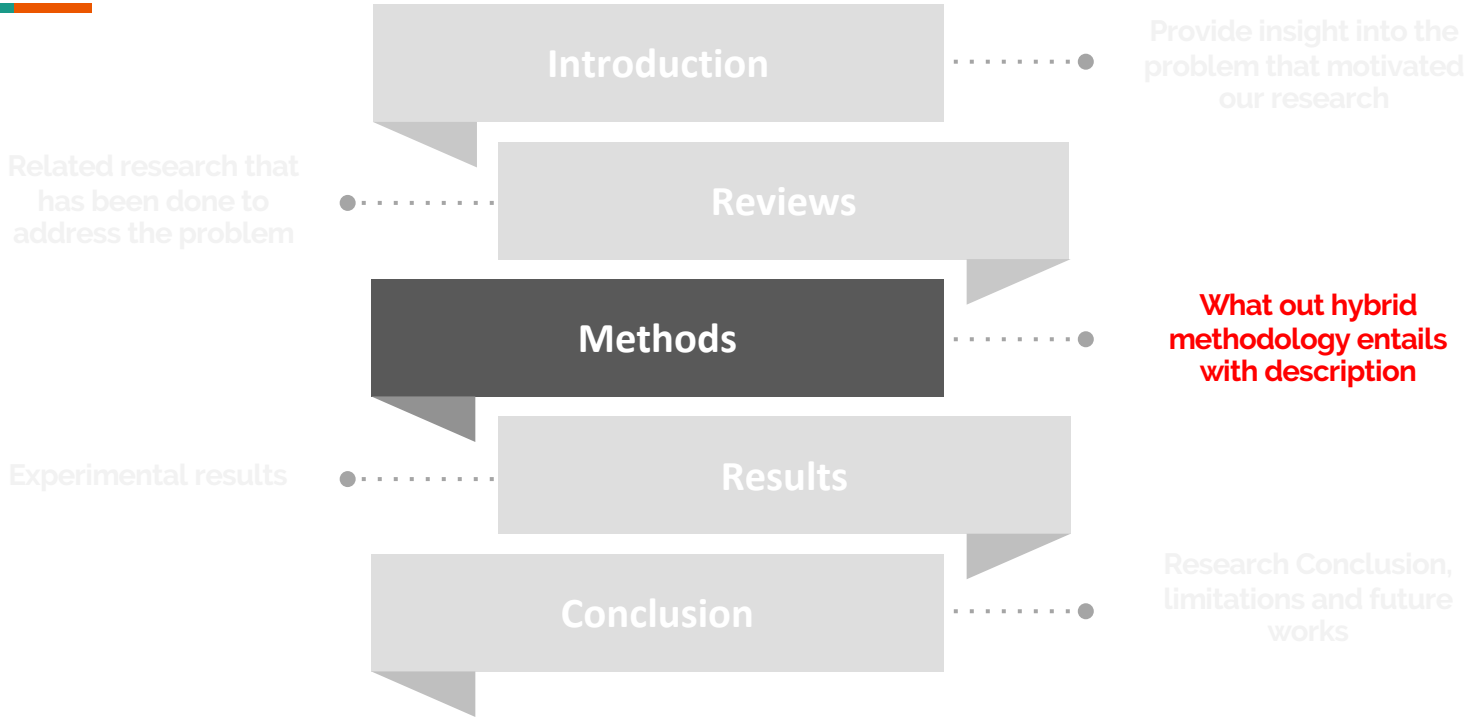 Introduction
Provide insight into the
problem that motivated
our research
Related research that
has been done to
address the problem
Reviews
Methods
What out hybrid
methodology entails
with description
Experimental results
Results
Conclusion
Research Conclusion,
limitations and future
works